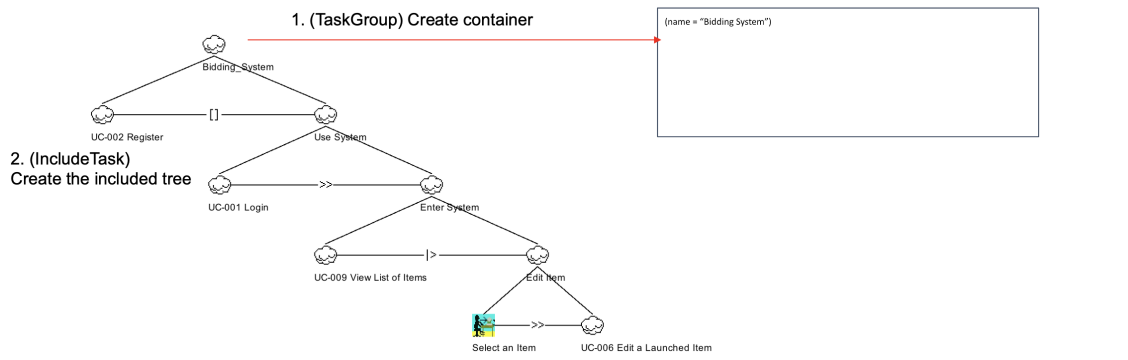 1. (TaskGroup) Create container
(name = “Bidding System”)
Bidding_System
[]
UC-002 Register
Use System
2. (IncludeTask)
Create the included tree
>>
UC-001 Login
Enter System
|>
UC-009 View List of Items
Edit Item
>>
Select an Item
UC-006 Edit a Launched Item